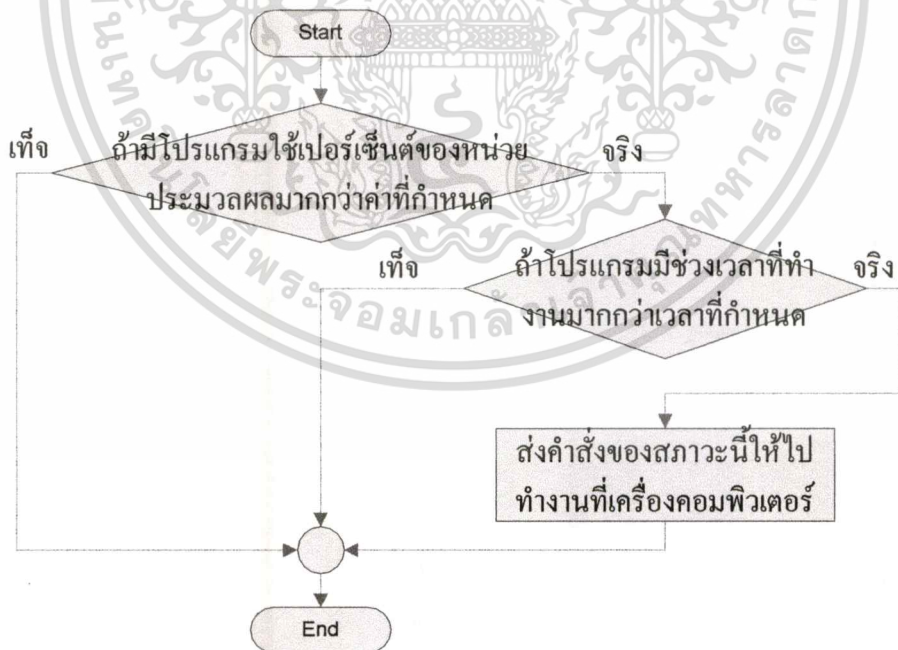 Start
เท็จ
ถ้ามีโปรแกรมใช้เปอร์เซ็นต์ของหน่วย
ประมวลผลมากกว่าค่าที่กำหนด
จริง
เท็จ
ถ้าโปรแกรมมีช่วงเวลาที่ทำ
งานมากกว่าเวลาที่กำหนด
จริง
ส่งคำสั่งของสภาวะนี้ให้ไป
ทำงานที่เครื่องคอมพิวเตอร์
End